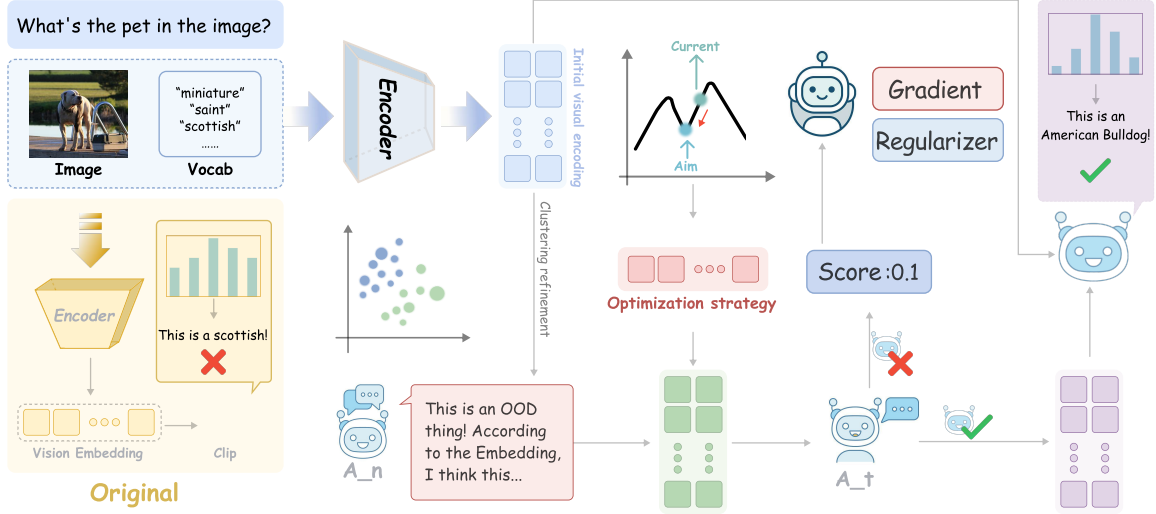 What's the pet in the image?
“miniature”
“saint”
“scottish”
......
Image
Vocab
Encoder
Initial visual encoding
Current
Aim
Gradient
Regularizer
This is an
American Bulldog!
Encoder
This is a scottish!
Vision Embedding
Clip
Original
Clustering refinement
A_n
This is an OOD
thing! According
to the Embedding,
I think this...
Optimization strategy
Score:0.1
A_t